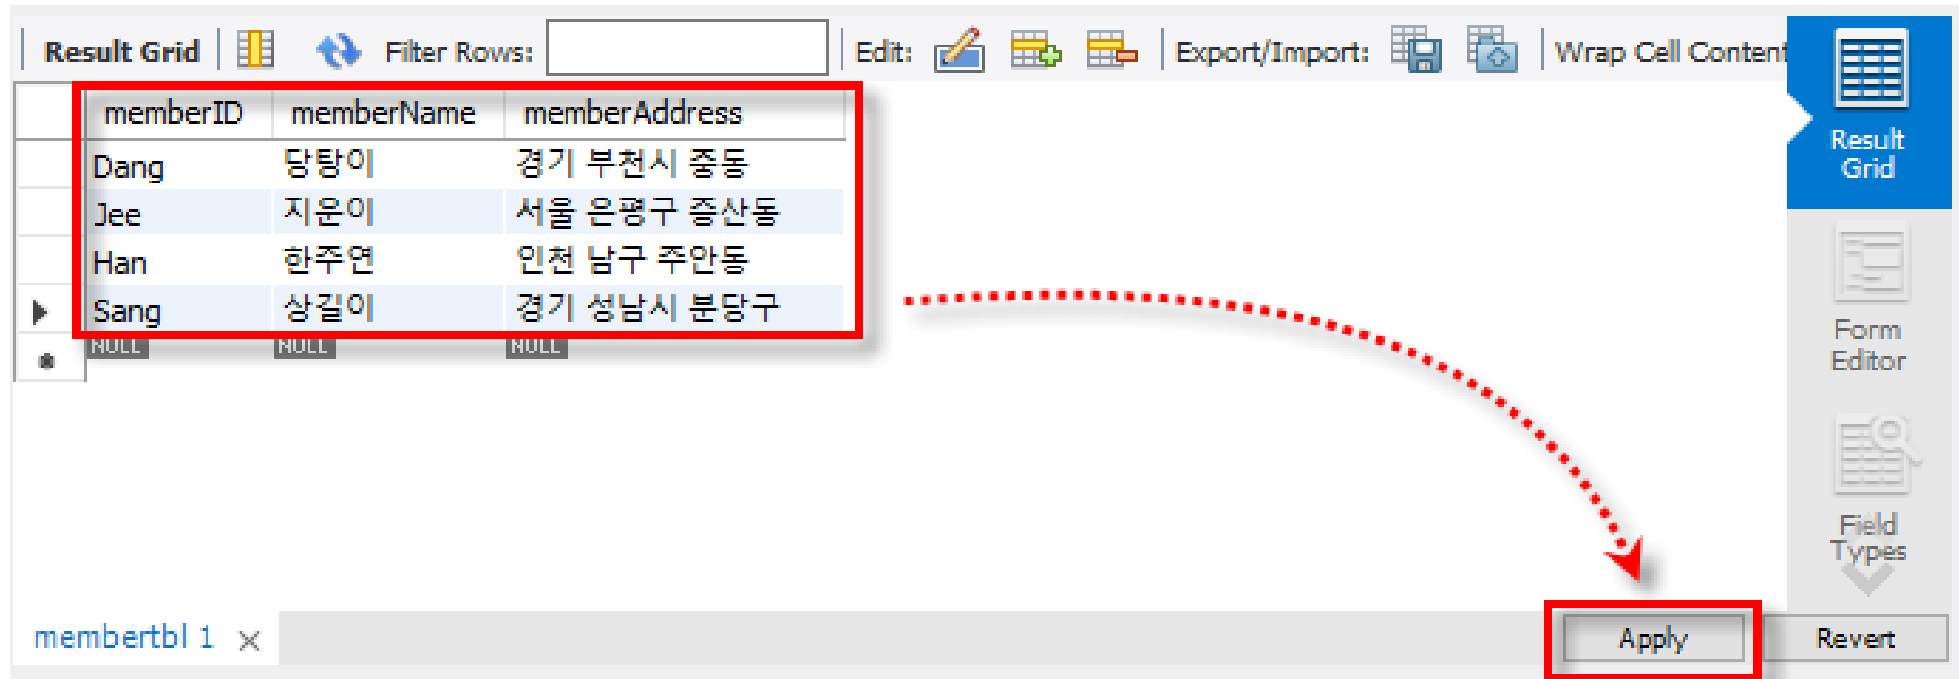 Result Grid Filter Rows: Edit: Export/Import: Wrap Cell Content
memberID memberName memberAddress
Dang 당탕이 경기 부천시 중동
Jee 지운이 서울 은평구 증산동
Han 한주연 인천 남구 주안동
Sang 상길이 경기 성남시 분당구
NULL NULL NULL
Result
Grid
Form
Editor
Field
Types
membertbl 1
Apply Revert